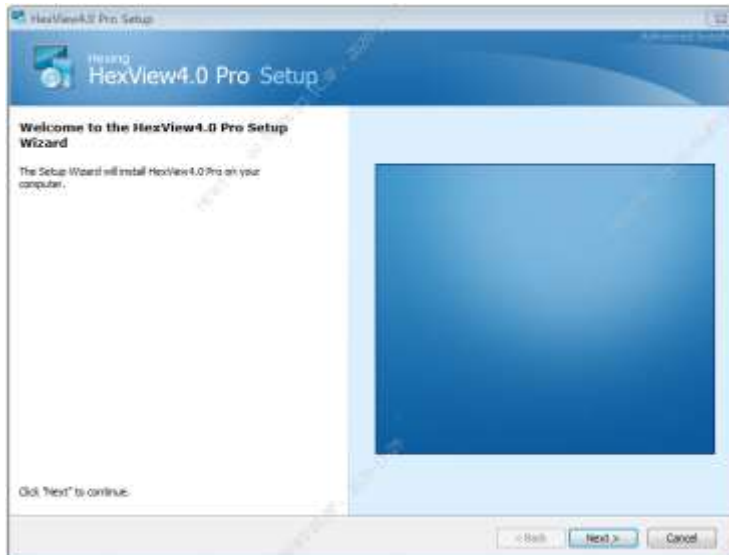 HexView4.0 Pro Setup
Hexing
HexView4.0 Pro Setup
Welcome to the HexView4.0 Pro Setup
Wizard
The Setup Wizard will install HexView4.0 Pro on your
computer.
Click "Next" to continue.
< Back
Next >
Cancel